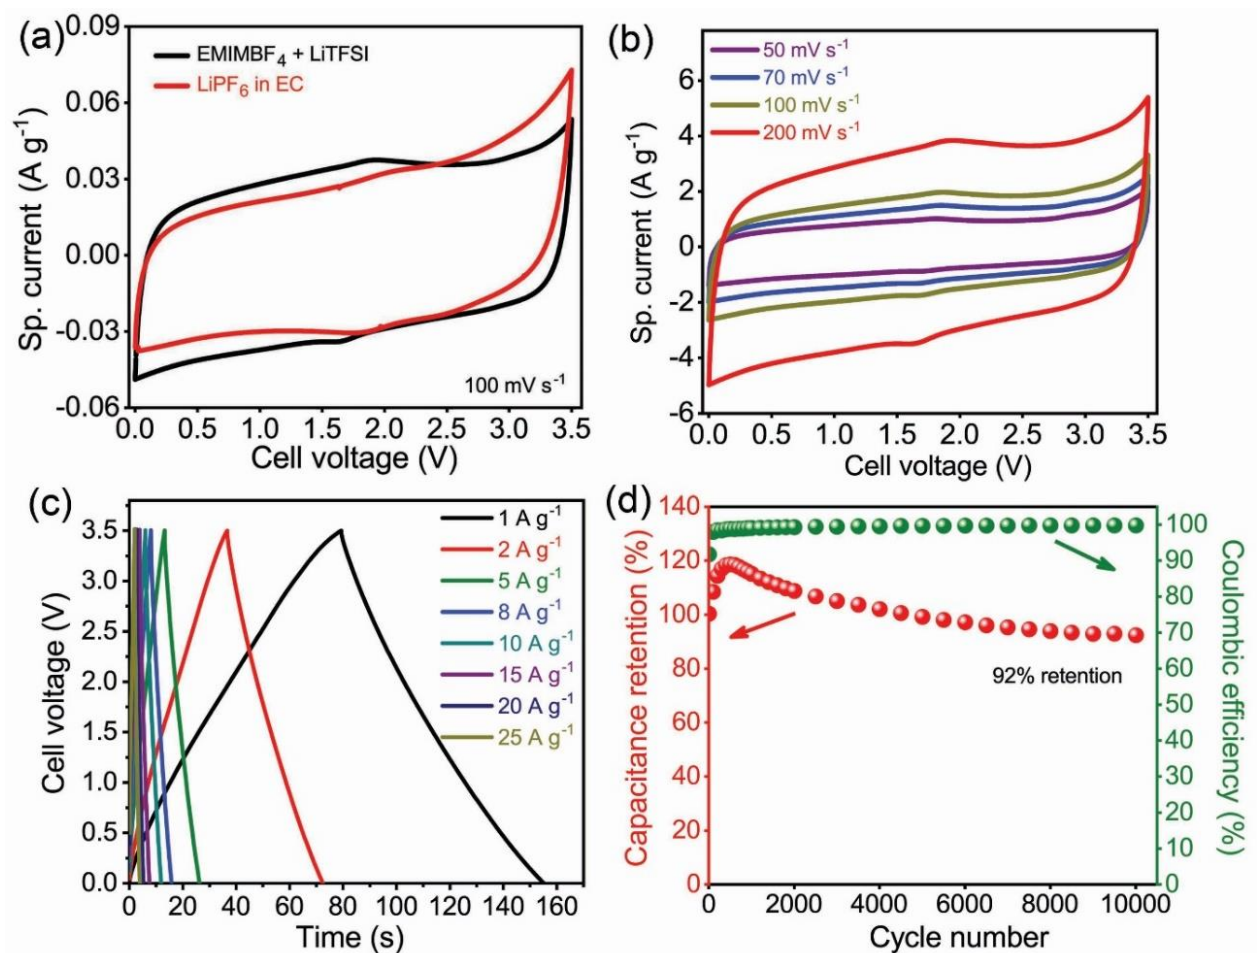 (a)
0.09
0.06
0.03
0.00
-0.03
-0.06
Sp. current (A g⁻¹)
EMIMBF₄ + LiTFSI
LiPF₆ in EC
100 mV s⁻¹
0.0 0.5 1.0 1.5 2.0 2.5 3.0 3.5
Cell voltage (V)
(b)
6
4
2
0
-2
-4
-6
Sp. current (A g⁻¹)
50 mV s⁻¹
70 mV s⁻¹
100 mV s⁻¹
200 mV s⁻¹
0.0 0.5 1.0 1.5 2.0 2.5 3.0 3.5
Cell voltage (V)
(c)
3.5
3.0
2.5
2.0
1.5
1.0
0.5
0.0
Cell voltage (V)
1 A g⁻¹
2 A g⁻¹
5 A g⁻¹
8 A g⁻¹
10 A g⁻¹
15 A g⁻¹
20 A g⁻¹
25 A g⁻¹
0 20 40 60 80 100 120 140 160
Time (s)
(d)
140
120
100
80
60
40
20
0
Capacitance retention (%)
92% retention
100
90
80
70
60
50
40
30
20
10
0
Coulombic efficiency (%)
0 2000 4000 6000 8000 10000
Cycle number